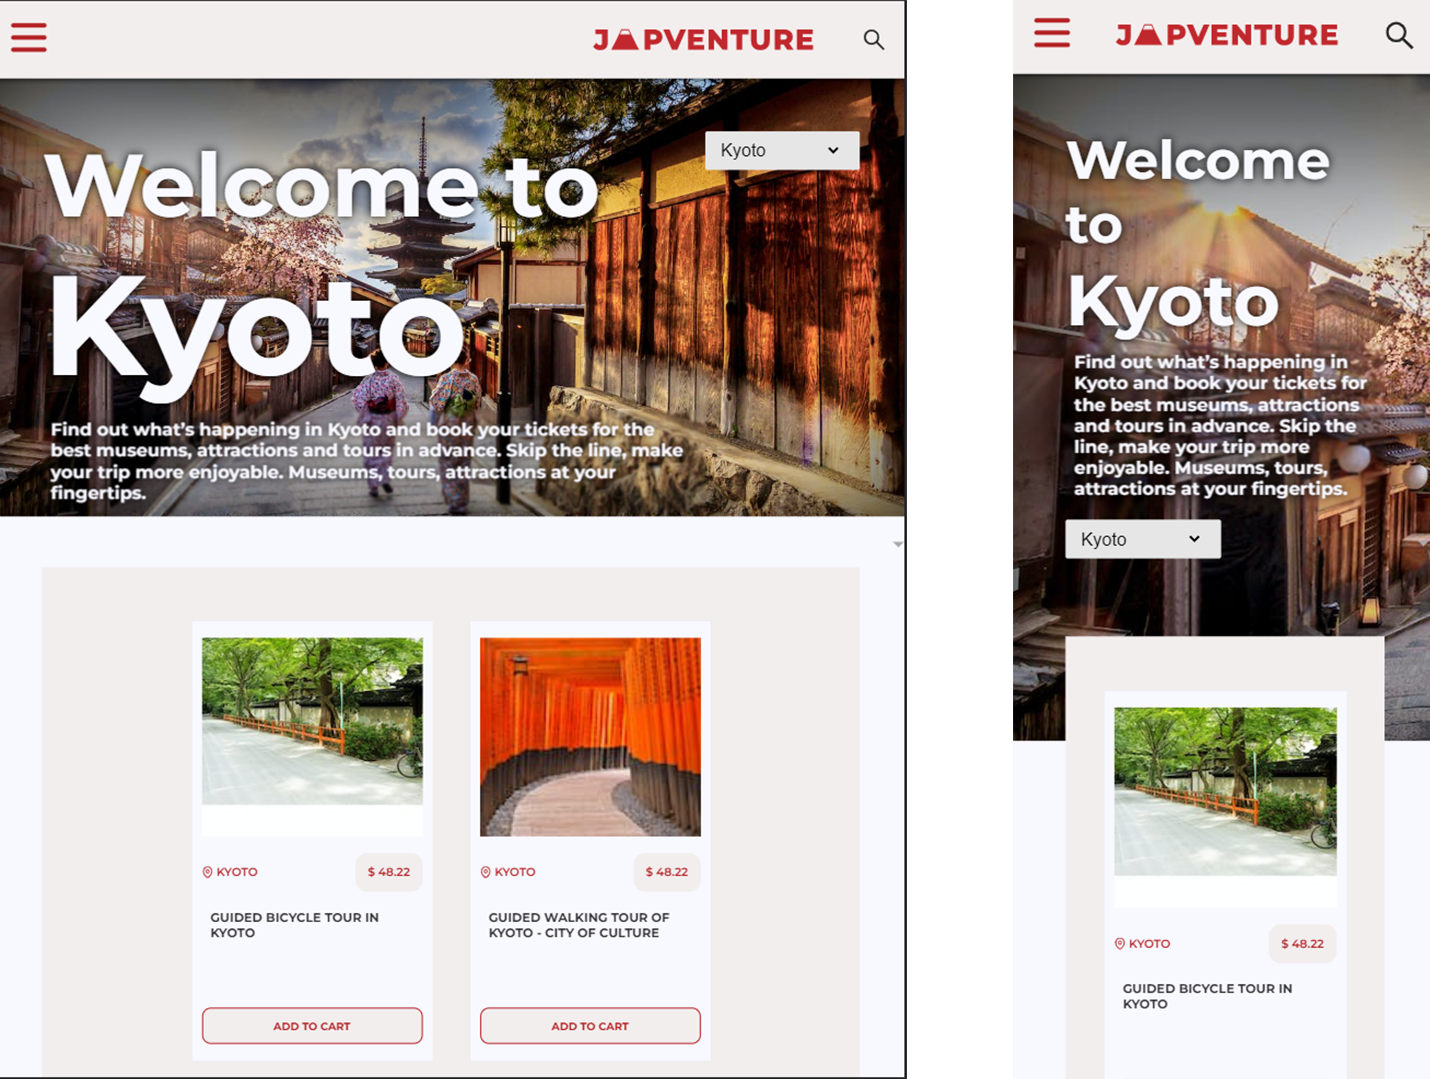 JAPVENTURE
Kyoto
Welcome to
Kyoto
Find out what’s happening in Kyoto and book your tickets for the
best museums, attractions and tours in advance. Skip the line, make
your trip more enjoyable. Museums, tours, attractions at your
fingertips.
KYOTO
$ 48.22
GUIDED BICYCLE TOUR IN
KYOTO
ADD TO CART
KYOTO
$ 48.22
GUIDED WALKING TOUR OF
KYOTO - CITY OF CULTURE
ADD TO CART
JAPVENTURE
Welcome
to
Kyoto
Find out what’s happening in
Kyoto and book your tickets for
the best museums, attractions
and tours in advance. Skip the
line, make your trip more
enjoyable. Museums, tours,
attractions at your fingertips.
Kyoto
KYOTO
$ 48.22
GUIDED BICYCLE TOUR IN
KYOTO